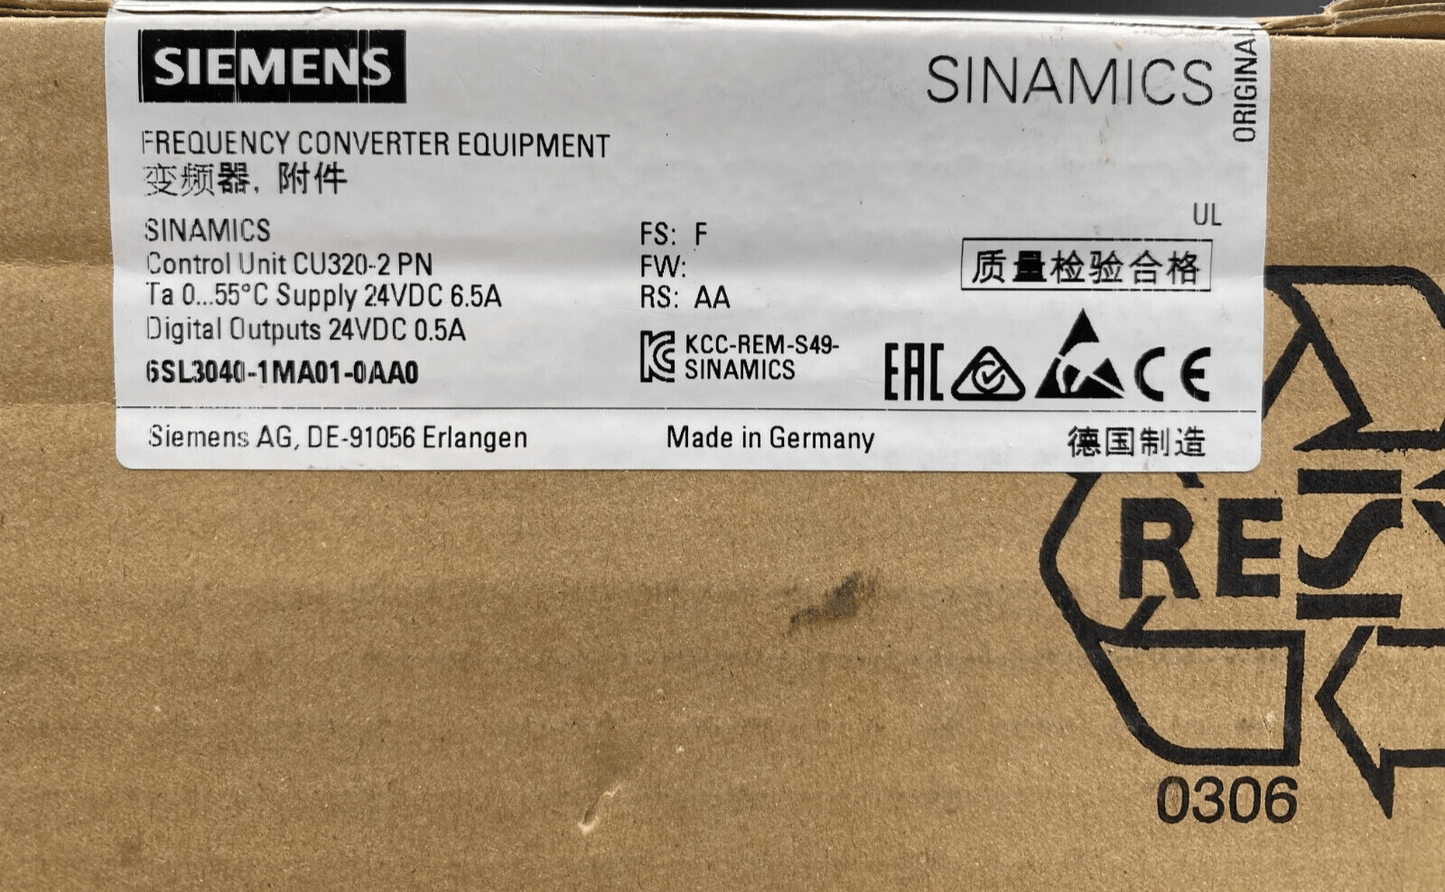 SIEMENS
SINAMICS
ORIGINAL
FREQUENCY CONVERTER EQUIPMENT
变频器, 附件
UL
SINAMICS
Control Unit CU320-2 PN
Ta 0...55°C Supply 24VDC 6.5A
Digital Outputs 24VDC 0.5A
6SL3040-1MA01-0AA0
FS: F
FW:
RS: AA
KCC-REM-S49-
SINAMICS
质量检验合格
EAC
CE
Siemens AG, DE-91056 Erlangen
Made in Germany
德国制造
RES
0306